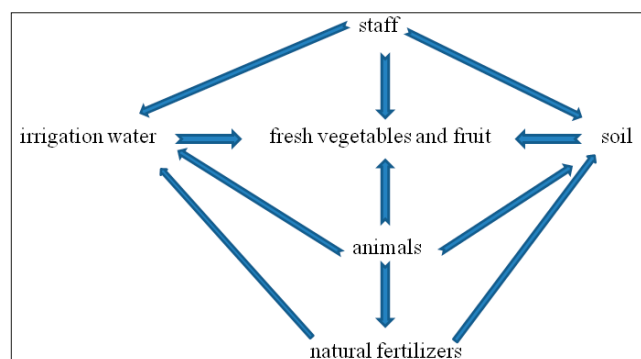 staff
irrigation water fresh vegetables and fruit soil
animals
natural fertilizers